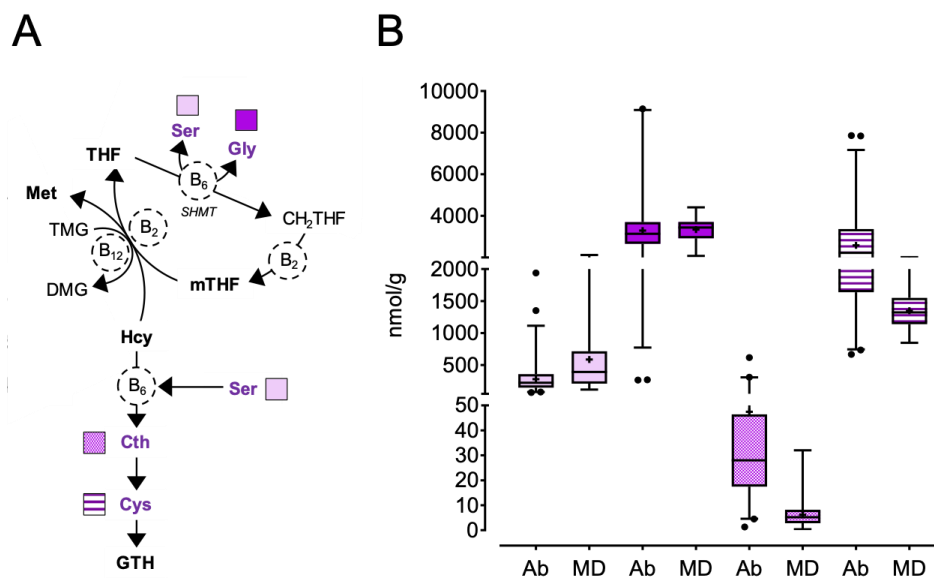 A
B
Ser
Gly
THF
B6
SHMT
Met
TMG
B2
CH2THF
B12
B2
DMG
mTHF
Hcy
B6
Ser
Cth
Cys
GTH
nmol/g
10000
8000
6000
4000
2000
1500
1000
500
50
40
30
20
10
0
Ab MD Ab MD Ab MD Ab MD